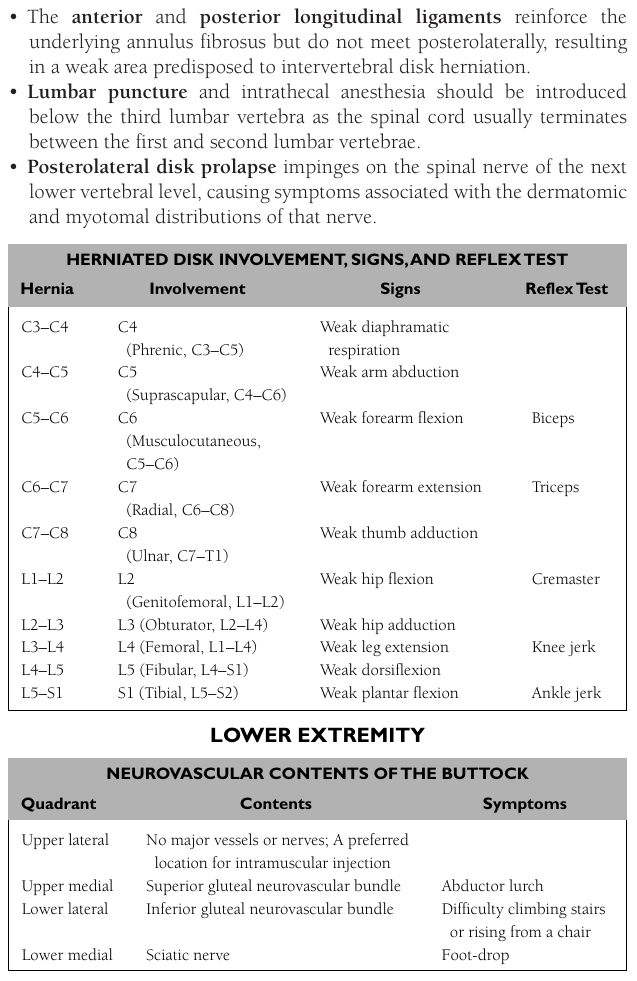 • The anterior and posterior longitudinal ligaments reinforce the
underlying annulus fibrosus but do not meet posterolaterally, resulting
in a weak area predisposed to intervertebral disk herniation.
• Lumbar puncture and intrathecal anesthesia should be introduced
below the third lumbar vertebra as the spinal cord usually terminates
between the first and second lumbar vertebrae.
• Posterolateral disk prolapse impinges on the spinal nerve of the next
lower vertebral level, causing symptoms associated with the dermatomic
and myotomal distributions of that nerve.
HERNIATED DISK INVOLVEMENT, SIGNS, AND REFLEX TEST
Hernia Involvement Signs Reflex Test
C3–C4 C4 Weak diaphramatic
(Phrenic, C3–C5) respiration
C4–C5 C5 Weak arm abduction
(Suprascapular, C4–C6)
C5–C6 C6 Weak forearm flexion Biceps
(Musculocutaneous,
C5–C6)
C6–C7 C7 Weak forearm extension Triceps
(Radial, C6–C8)
C7–C8 C8 Weak thumb adduction
(Ulnar, C7–T1)
L1–L2 L2 Weak hip flexion Cremaster
(Genitofemoral, L1–L2)
L2–L3 L3 (Obturator, L2–L4) Weak hip adduction
L3–L4 L4 (Femoral, L1–L4) Weak leg extension Knee jerk
L4–L5 L5 (Fibular, L4–S1) Weak dorsiflexion
L5–S1 S1 (Tibial, L5–S2) Weak plantar flexion Ankle jerk
LOWER EXTREMITY
NEUROVASCULAR CONTENTS OF THE BUTTOCK
Quadrant Contents Symptoms
Upper lateral No major vessels or nerves; A preferred
location for intramuscular injection
Upper medial Superior gluteal neurovascular bundle Abductor lurch
Lower lateral Inferior gluteal neurovascular bundle Difficulty climbing stairs
or rising from a chair
Lower medial Sciatic nerve Foot-drop